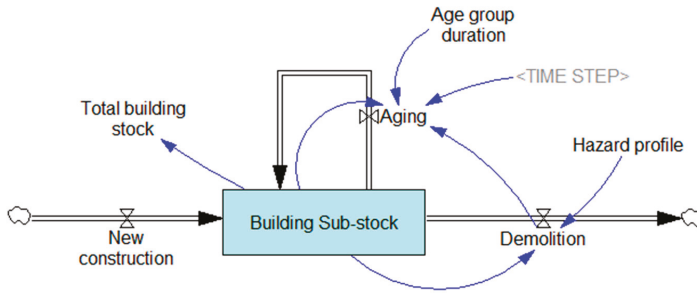 Age group
duration
<TIME STEP>
Total building
stock
Aging
Hazard profile
Building Sub-stock
New
construction
Demolition